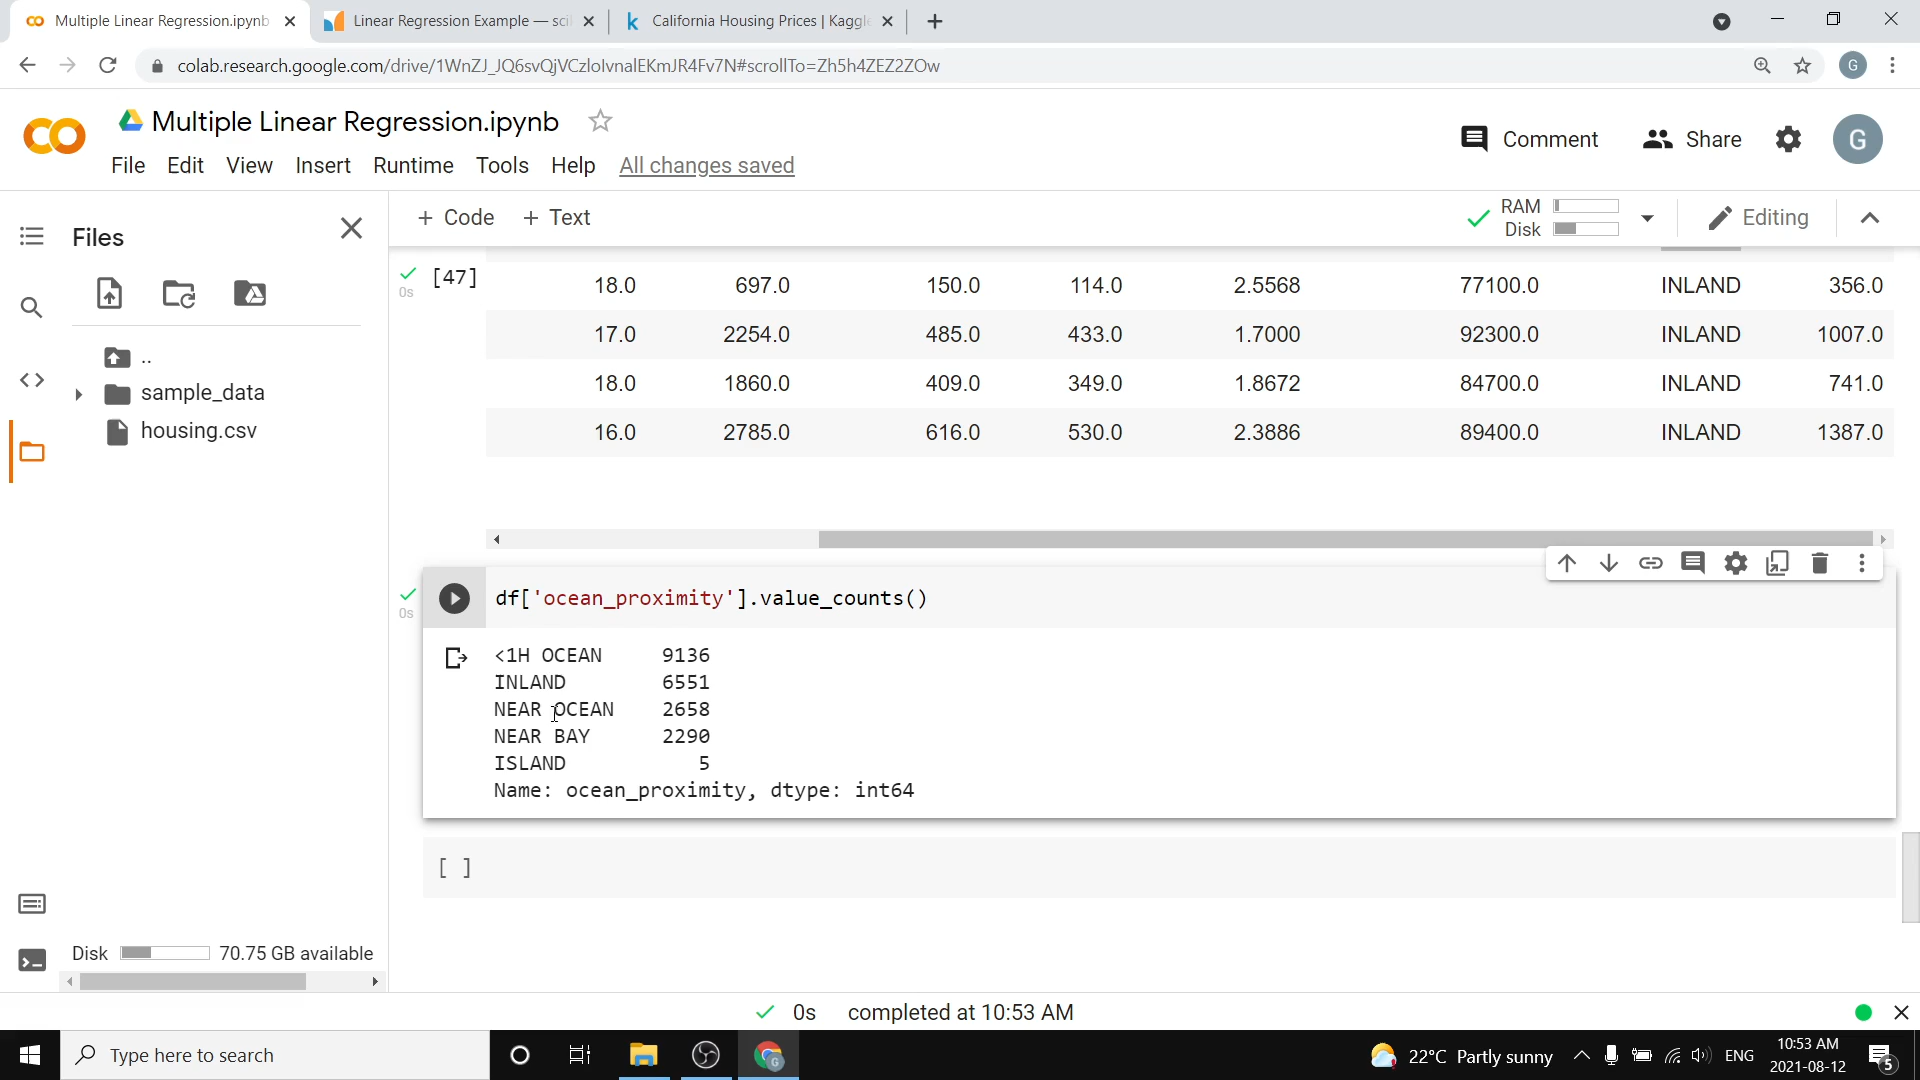 Multiple Linear Regression.ipynb
Linear Regression Example — sci
California Housing Prices | Kaggle
colab.research.google.com/drive/1WnZJ_JQ6svQjVCzloIvnalEKmJR4Fv7N#scrollTo=Zh5h4ZEZ2ZOw
G
Multiple Linear Regression.ipynb
Comment
Share
G
File
Edit
View
Insert
Runtime
Tools
Help
All changes saved
Files
+ Code
+ Text
RAM
Disk
Editing
..
sample_data
housing.csv
Disk
70.75 GB available
0s
[47]
18.0 697.0 150.0 114.0 2.5568 77100.0 INLAND 356.0
17.0 2254.0 485.0 433.0 1.7000 92300.0 INLAND 1007.0
18.0 1860.0 409.0 349.0 1.8672 84700.0 INLAND 741.0
16.0 2785.0 616.0 530.0 2.3886 89400.0 INLAND 1387.0
0s
df['ocean_proximity'].value_counts()
<1H OCEAN 9136
INLAND 6551
NEAR OCEAN 2658
NEAR BAY 2290
ISLAND 5
Name: ocean_proximity, dtype: int64
[ ]
0s completed at 10:53 AM
Type here to search
G
22°C Partly sunny
ENG
10:53 AM
2021-08-12
5